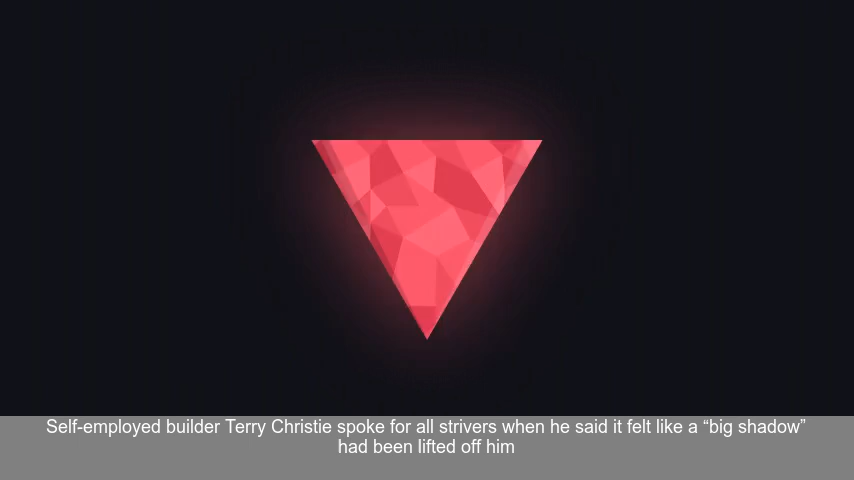 Self-employed builder Terry Christie spoke for all strivers when he said it felt like a “big shadow”
had been lifted off him